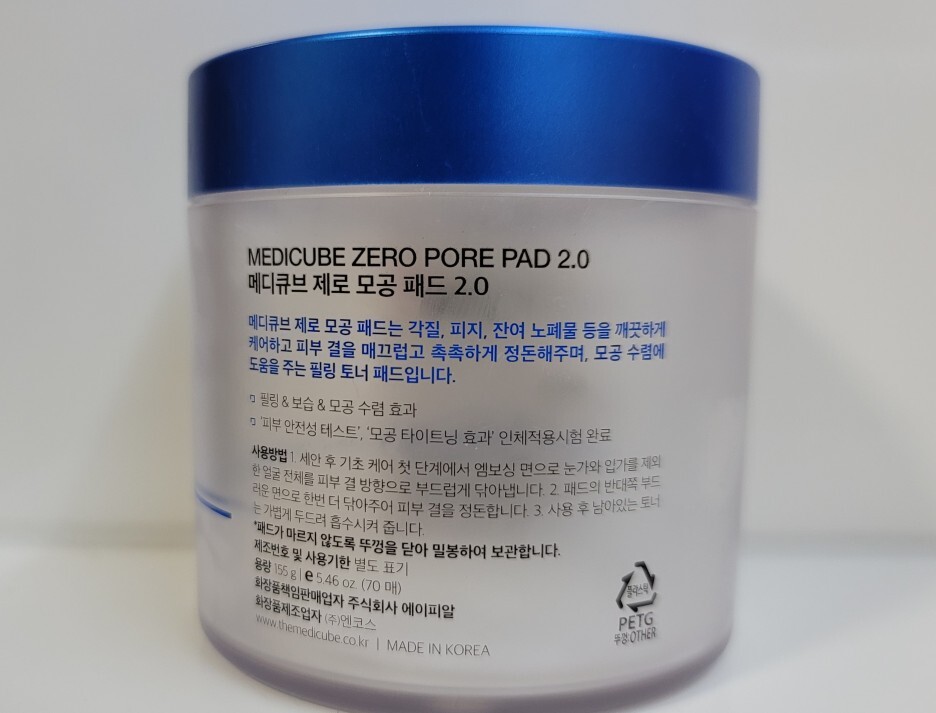 MEDICUBE ZERO PORE PAD 2.0
메디큐브 제로 모공 패드 2.0
메디큐브 제로 모공 패드는 각질, 피지, 잔여 노폐물 등을 깨끗하게
케어하고 피부 결을 매끄럽고 촉촉하게 정돈해주며, 모공 수렴에
도움을 주는 필링 토너 패드입니다.
필링 & 보습 & 모공 수렴 효과
'피부 안전성 테스트', '모공 타이트닝 효과' 인체적용시험 완료
사용방법 1. 세안 후 기초 케어 첫 단계에서 엠보싱 면으로 눈가와 입가를 제외
한 얼굴 전체를 피부 결 방향으로 부드럽게 닦아냅니다. 2. 패드의 반대쪽 부드
러운 면으로 한번 더 닦아주어 피부 결을 정돈합니다. 3. 사용 후 남아있는 토너
는 가볍게 두드려 흡수시켜 줍니다.
*패드가 마르지 않도록 뚜껑을 닫아 밀봉하여 보관합니다.
제조번호 및 사용기한 별도 표기
용량 155 g | e 5.46 oz. (70 매)
화장품책임판매업자 주식회사 에이피알
화장품제조업자 (주)엔코스
www.themedicube.co.kr | MADE IN KOREA
플라스틱
PETG
뚜껑:OTHER